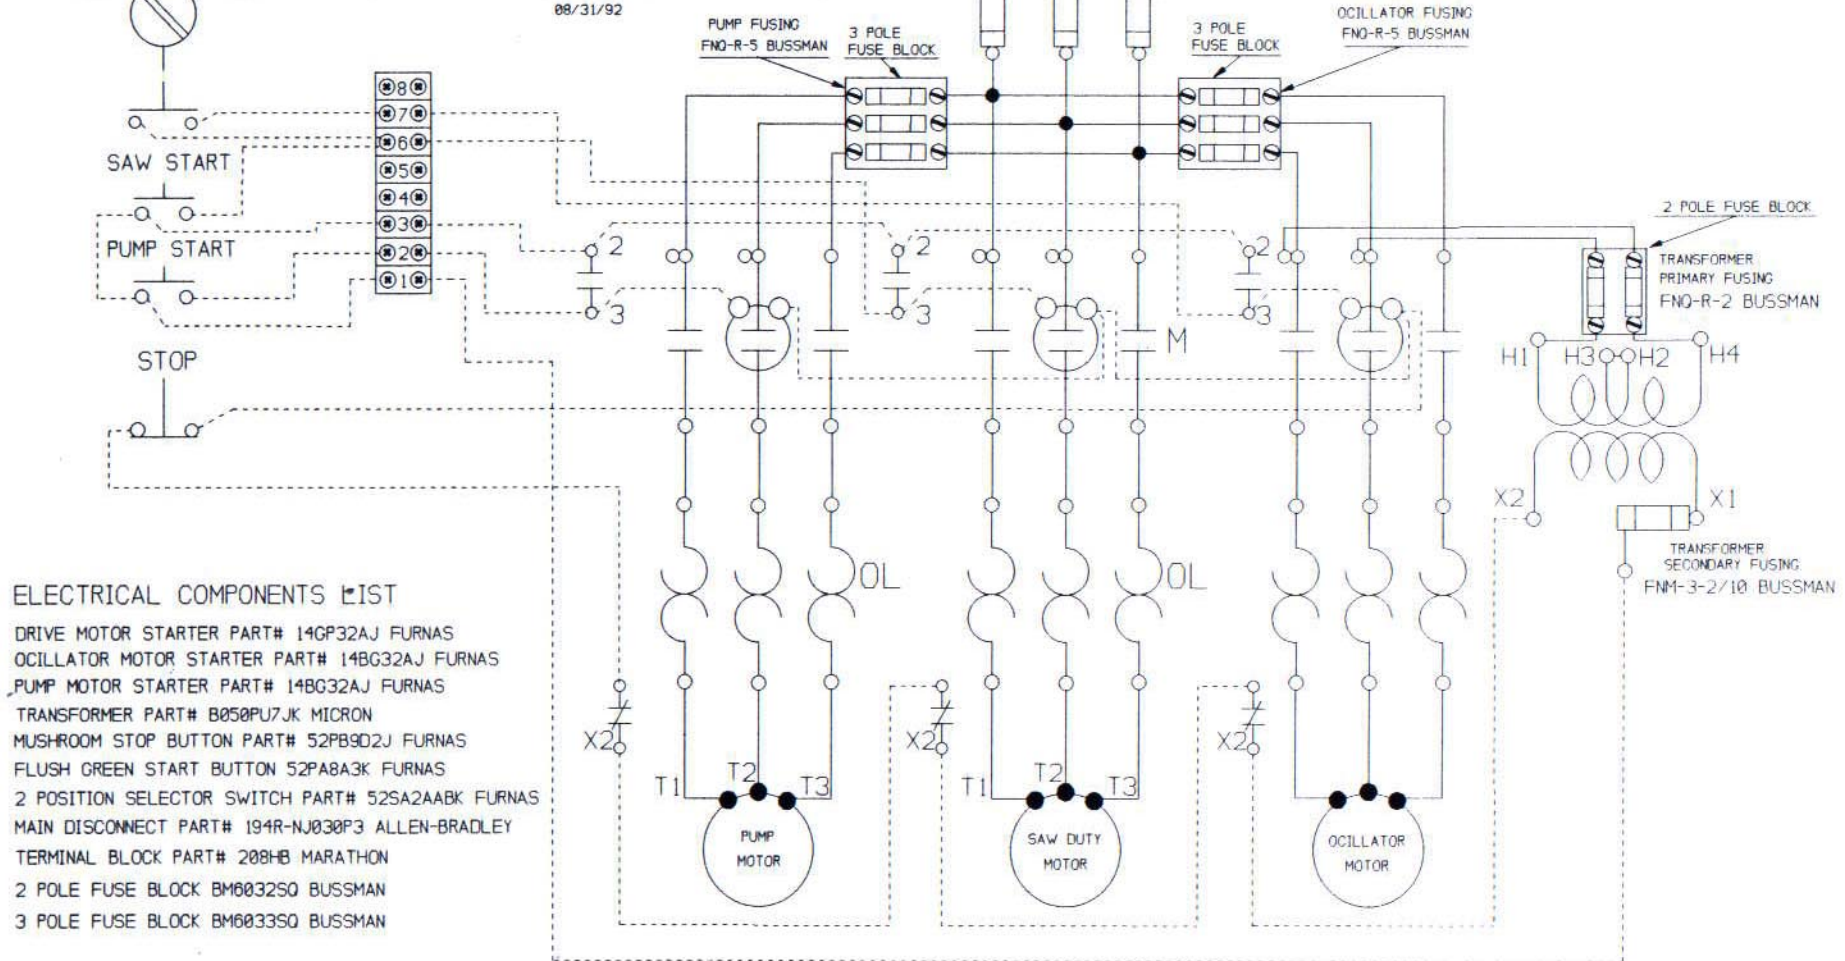 08/31/92
PUMP FUSING
FNQ-R-5 BUSSMAN
3 POLE
FUSE BLOCK
3 POLE
FUSE BLOCK
OCILLATOR FUSING
FNQ-R-5 BUSSMAN
8
7
6
5
4
3
2
1
SAW START
PUMP START
STOP
2
3
2
3
2
3
M
2 POLE FUSE BLOCK
TRANSFORMER
PRIMARY FUSING
FNQ-R-2 BUSSMAN
H1
H3
H2
H4
X2
X1
TRANSFORMER
SECONDARY FUSING
FNM-3-2/10 BUSSMAN
OL
OL
X2
X2
X2
T1
T2
T3
T1
T2
T3
PUMP
MOTOR
SAW DUTY
MOTOR
OCILLATOR
MOTOR
ELECTRICAL COMPONENTS LIST
DRIVE MOTOR STARTER PART# 14GP32AJ FURNAS
OCILLATOR MOTOR STARTER PART# 14BG32AJ FURNAS
PUMP MOTOR STARTER PART# 14BG32AJ FURNAS
TRANSFORMER PART# B050PU7JK MICRON
MUSHROOM STOP BUTTON PART# 52PB9D2J FURNAS
FLUSH GREEN START BUTTON 52PA8A3K FURNAS
2 POSITION SELECTOR SWITCH PART# 52SA2AABK FURNAS
MAIN DISCONNECT PART# 194R-NJ030P3 ALLEN-BRADLEY
TERMINAL BLOCK PART# 208HB MARATHON
2 POLE FUSE BLOCK BM6032SQ BUSSMAN
3 POLE FUSE BLOCK BM6033SQ BUSSMAN